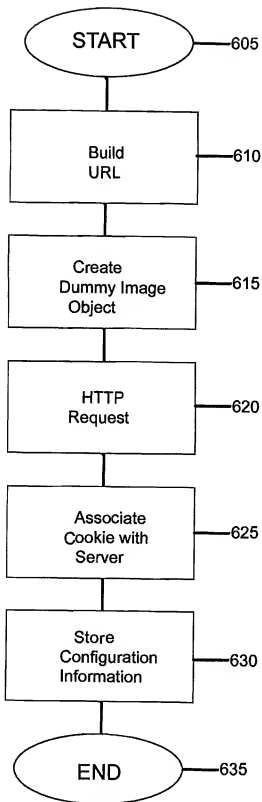 START
605
Build
URL
610
Create
Dummy Image
Object
615
HTTP
Request
620
Associate
Cookie with
Server
625
Store
Configuration
Information
630
END
635